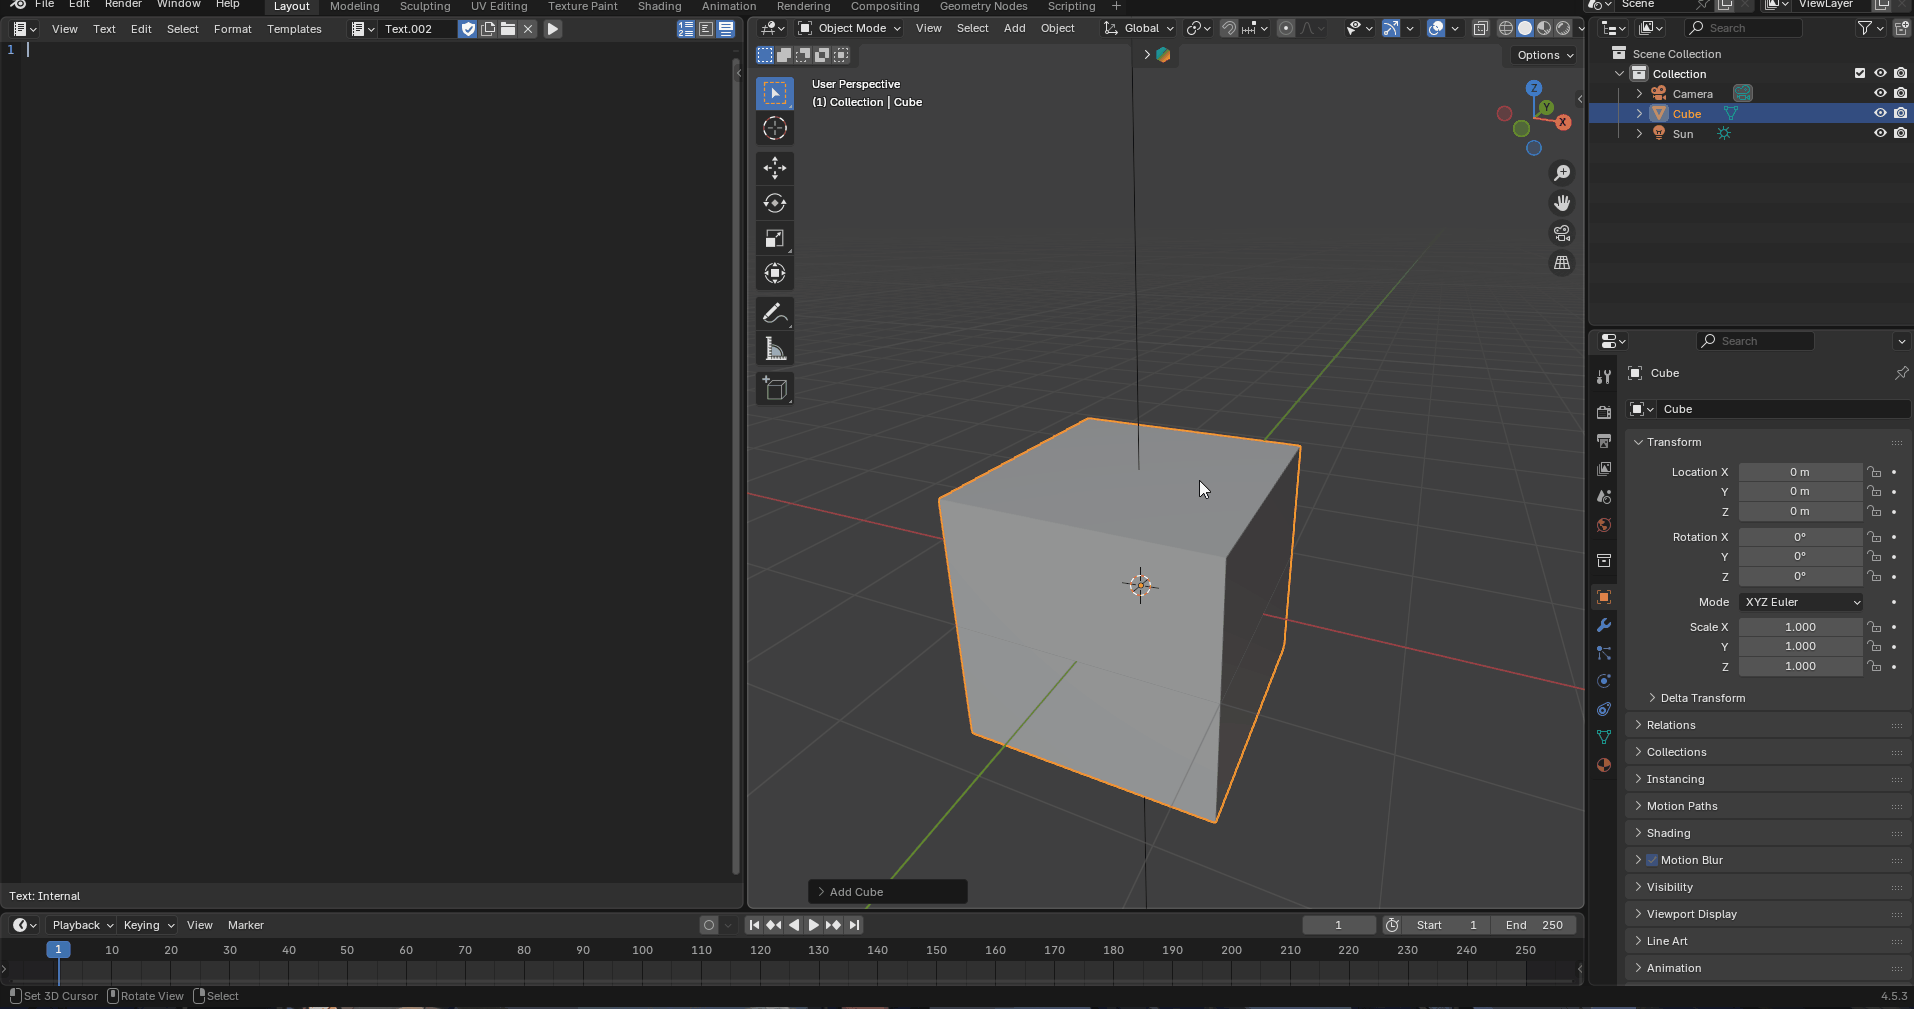 File Edit Render Window Help Layout Modeling Sculpting UV Editing Texture Paint Shading Animation Rendering Compositing Geometry Nodes Scripting + Scene ViewLayer
View Text Edit Select Format Templates Text.002
Object Mode View Select Add Object Global
Search
1
Options
User Perspective
(1) Collection | Cube
Z
Y
X
Scene Collection
Collection
Camera
Cube
Sun
Search
Cube
Cube
Transform
Location X 0 m
Y 0 m
Z 0 m
Rotation X 0°
Y 0°
Z 0°
Mode XYZ Euler
Scale X 1.000
Y 1.000
Z 1.000
Delta Transform
Relations
Collections
Instancing
Motion Paths
Shading
Motion Blur
Visibility
Viewport Display
Line Art
Animation
Add Cube
Text: Internal
Playback Keying View Marker 1 Start 1 End 250
1 10 20 30 40 50 60 70 80 90 100 110 120 130 140 150 160 170 180 190 200 210 220 230 240 250
Set 3D Cursor Rotate View Select 4.5.3